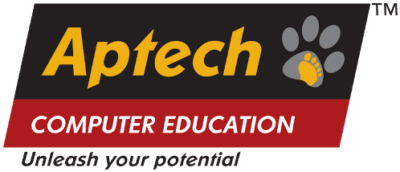 Aptech
TM
COMPUTER EDUCATION
Unleash your potential